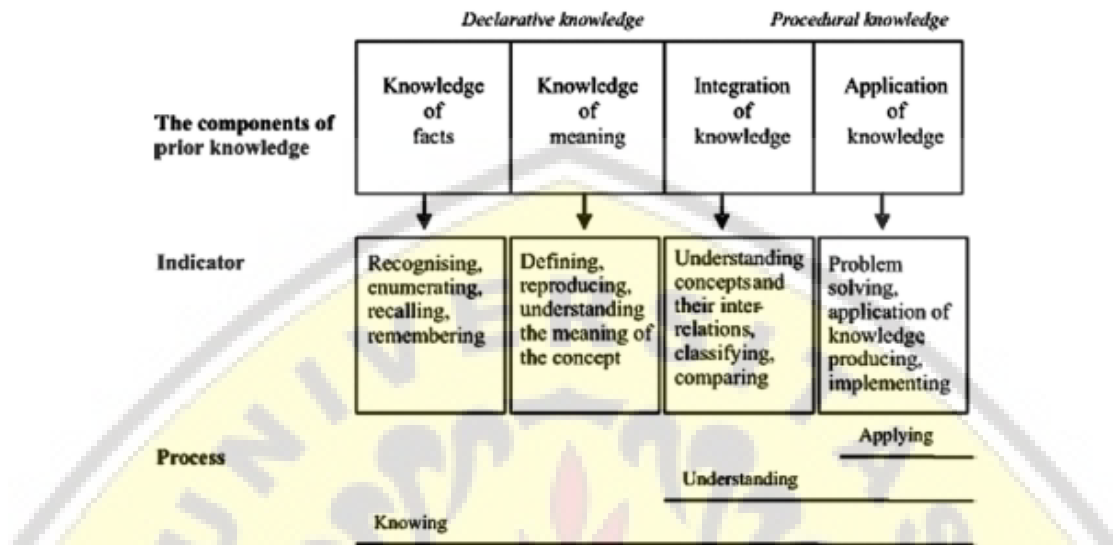 Declarative knowledge Procedural knowledge
The components of
prior knowledge
Knowledge
of
facts
Knowledge
of
meaning
Integration
of
knowledge
Application
of
knowledge
Indicator
Recognising,
enumerating,
recalling,
remembering
Defining,
reproducing,
understanding
the meaning of
the concept
Understanding
concepts and
their inter-
relations,
classifying,
comparing
Problem
solving,
application of
knowledge
producing,
implementing
Process
Applying
Understanding
Knowing